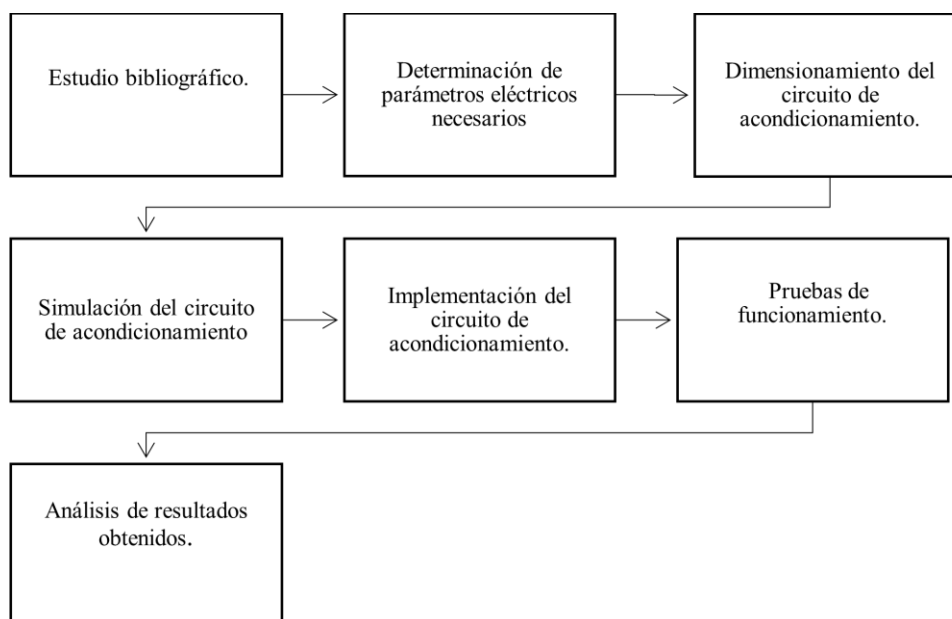 Estudio bibliográfico.
Determinación de
parámetros eléctricos
necesarios
Dimensionamiento del
circuito de
acondicionamiento.
Simulación del circuito
de acondicionamiento
Implementación del
circuito de
acondicionamiento.
Pruebas de
funcionamiento.
Análisis de resultados
obtenidos.